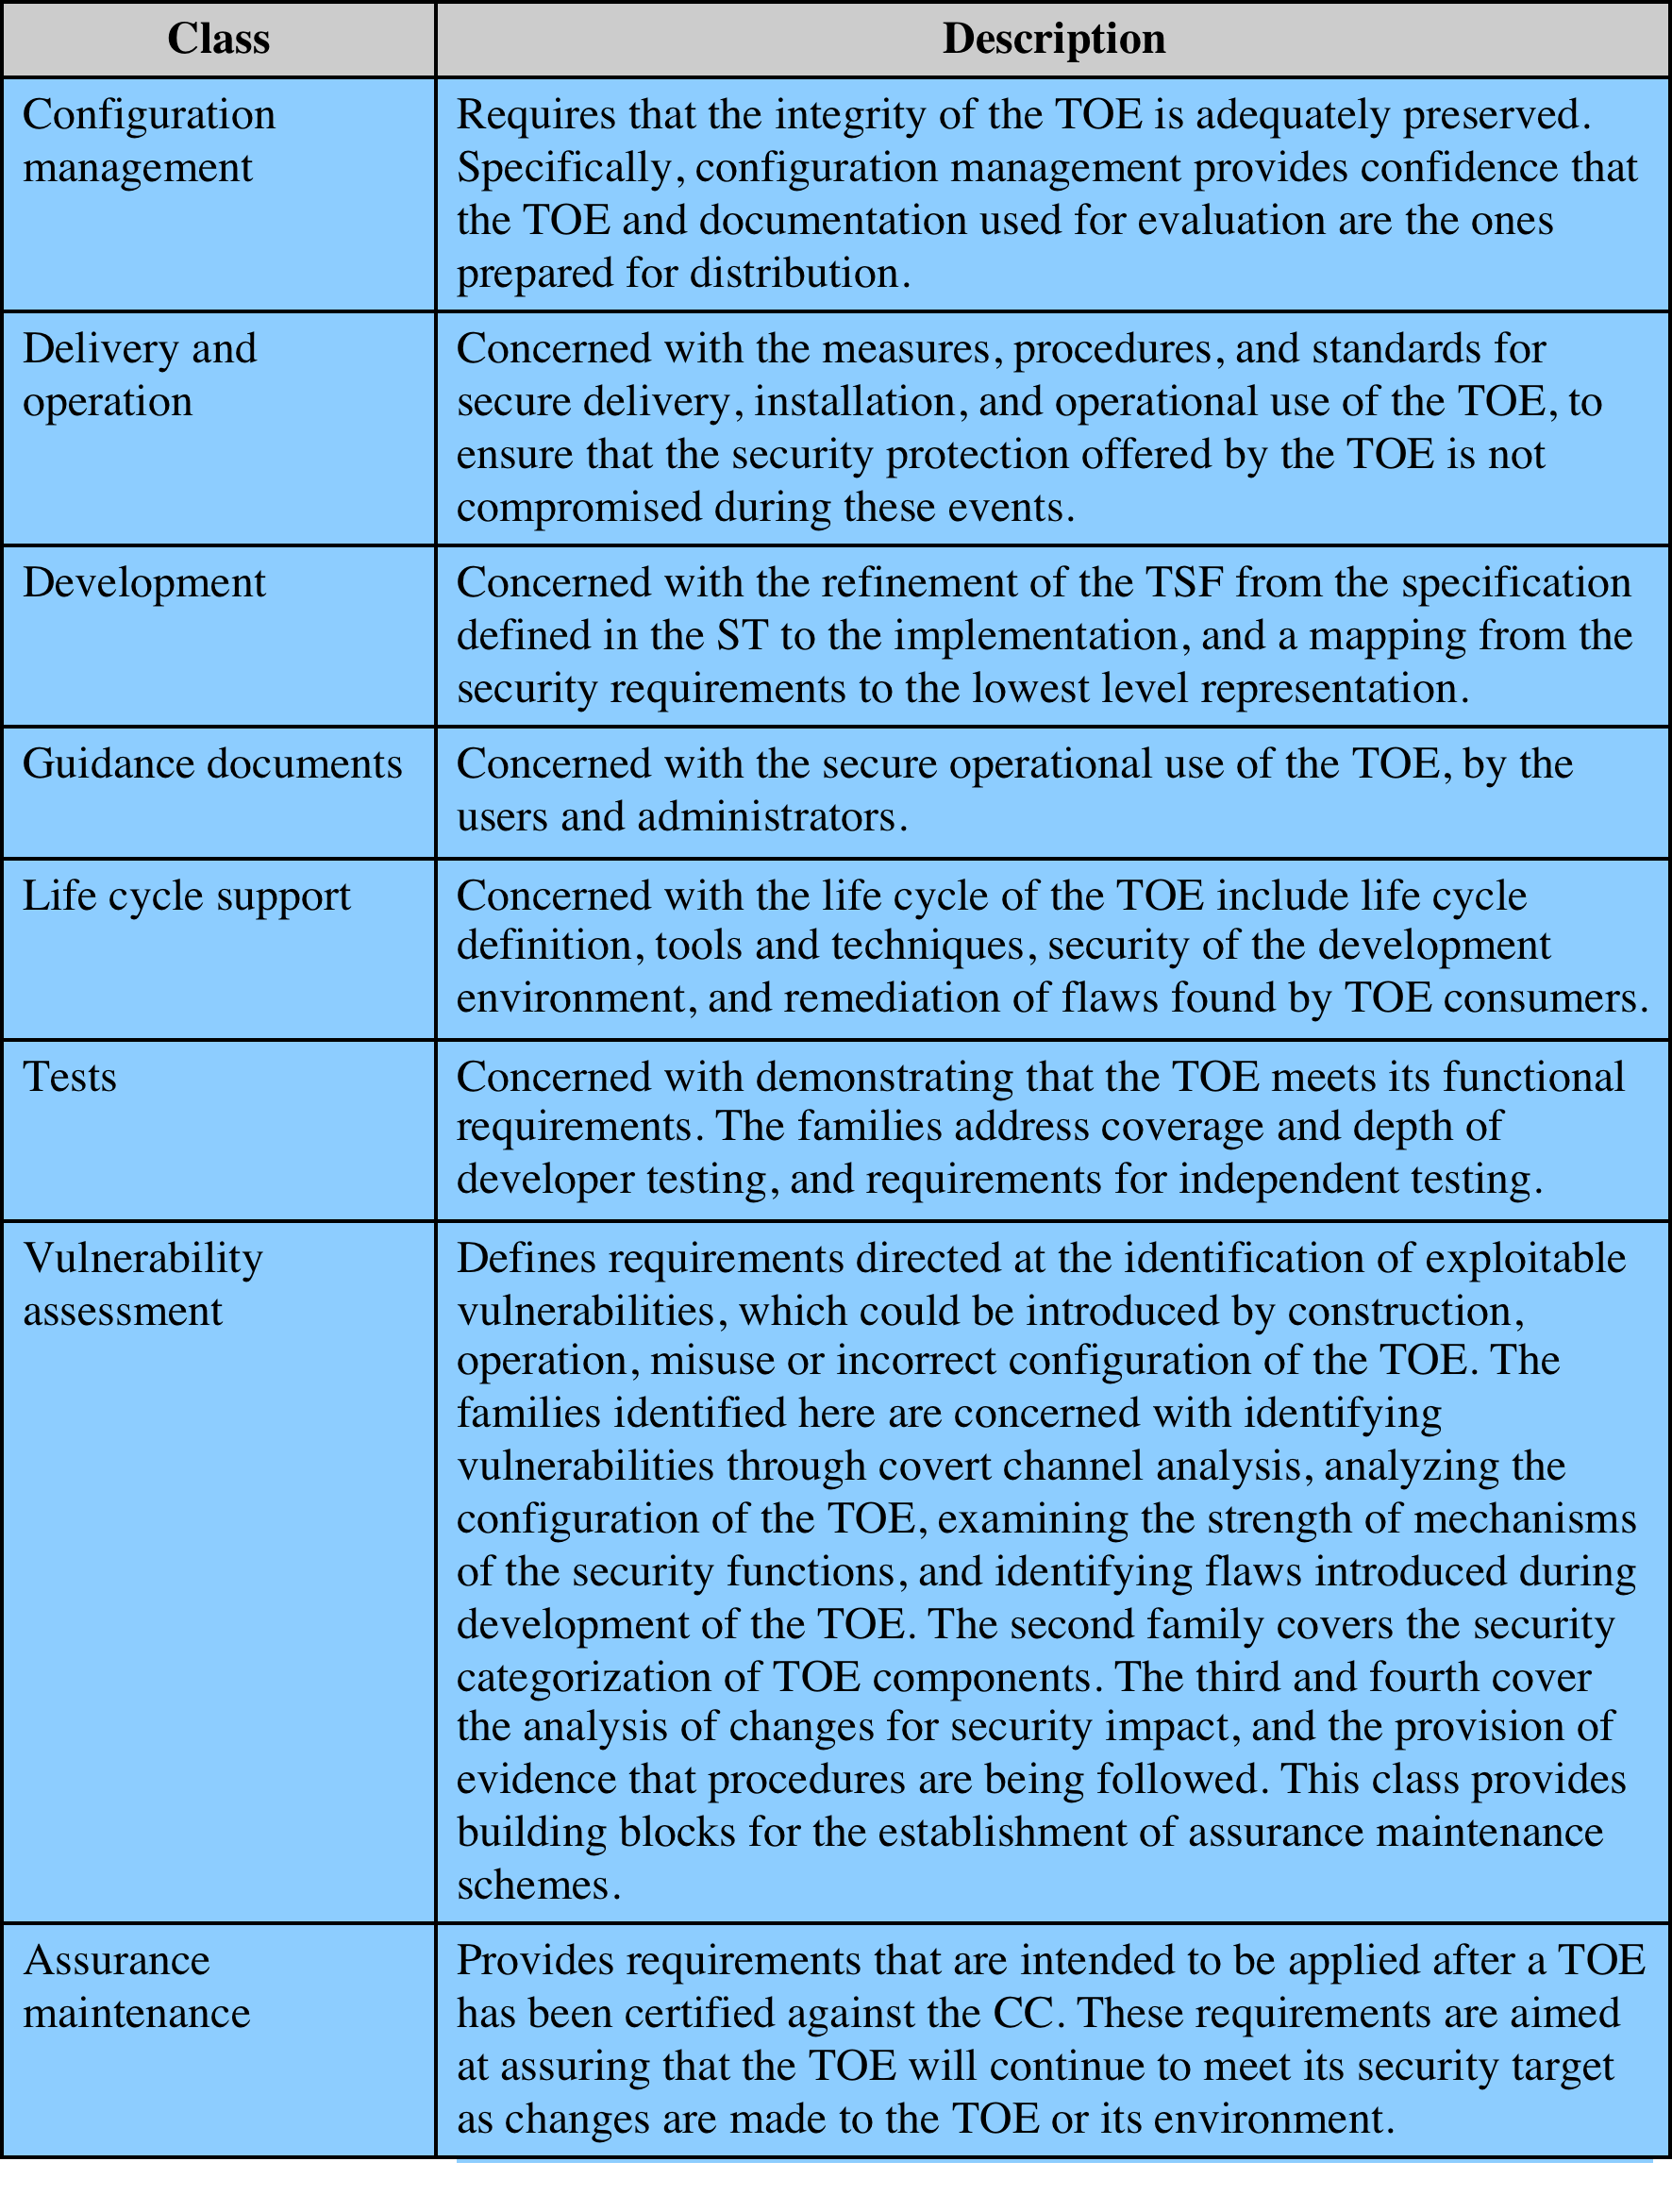 Class
Description
Configuration
management
Requires that the integrity of the TOE is adequately preserved.
Specifically, configuration management provides confidence that
the TOE and documentation used for evaluation are the ones
prepared for distribution.
Delivery and
operation
Concerned with the measures, procedures, and standards for
secure delivery, installation, and operational use of the TOE, to
ensure that the security protection offered by the TOE is not
compromised during these events.
Development
Concerned with the refinement of the TSF from the specification
defined in the ST to the implementation, and a mapping from the
security requirements to the lowest level representation.
Guidance documents
Concerned with the secure operational use of the TOE, by the
users and administrators.
Life cycle support
Concerned with the life cycle of the TOE include life cycle
definition, tools and techniques, security of the development
environment, and remediation of flaws found by TOE consumers.
Tests
Concerned with demonstrating that the TOE meets its functional
requirements. The families address coverage and depth of
developer testing, and requirements for independent testing.
Vulnerability
assessment
Defines requirements directed at the identification of exploitable
vulnerabilities, which could be introduced by construction,
operation, misuse or incorrect configuration of the TOE. The
families identified here are concerned with identifying
vulnerabilities through covert channel analysis, analyzing the
configuration of the TOE, examining the strength of mechanisms
of the security functions, and identifying flaws introduced during
development of the TOE. The second family covers the security
categorization of TOE components. The third and fourth cover
the analysis of changes for security impact, and the provision of
evidence that procedures are being followed. This class provides
building blocks for the establishment of assurance maintenance
schemes.
Assurance
maintenance
Provides requirements that are intended to be applied after a TOE
has been certified against the CC. These requirements are aimed
at assuring that the TOE will continue to meet its security target
as changes are made to the TOE or its environment.